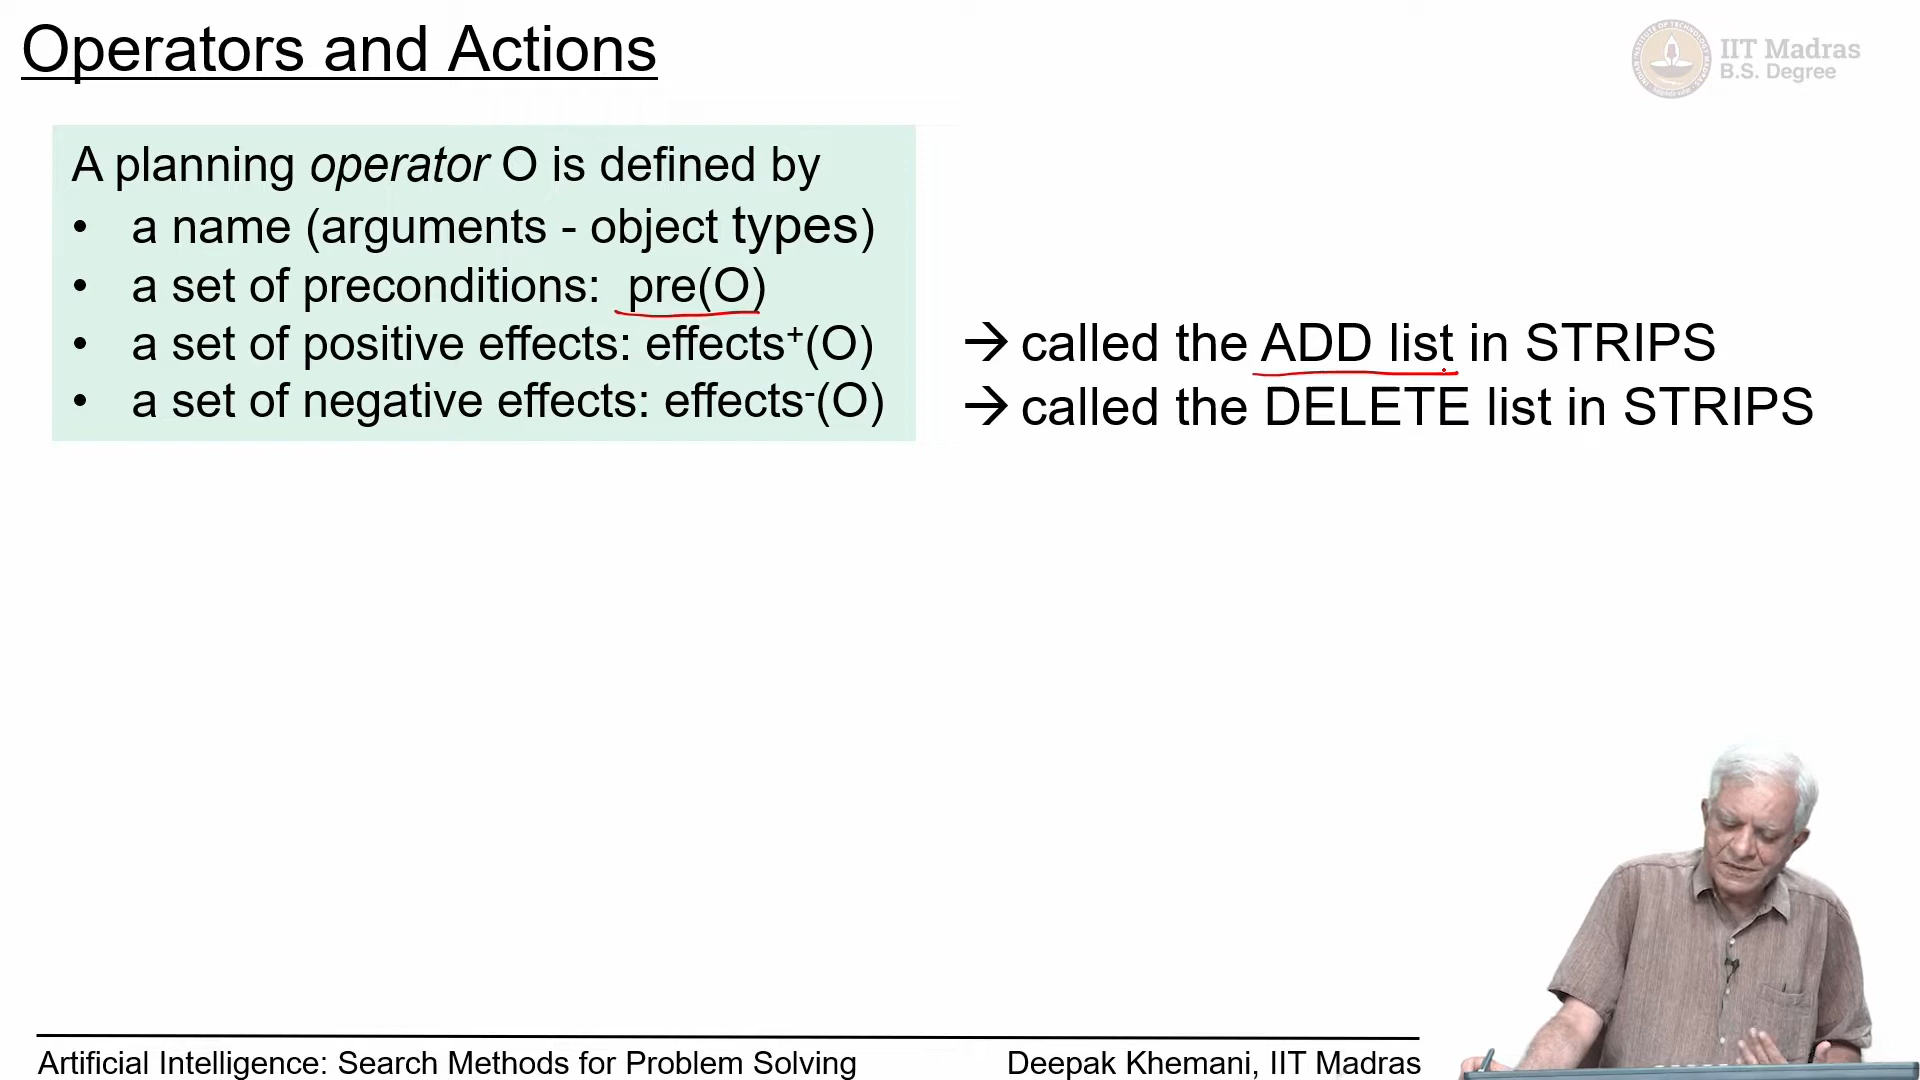 Operators and Actions
IIT Madras
B.S. Degree
A planning operator O is defined by
• a name (arguments - object types)
• a set of preconditions: pre(O)
• a set of positive effects: effects⁺(O)
→ called the ADD list in STRIPS
• a set of negative effects: effects⁻(O)
→ called the DELETE list in STRIPS
Artificial Intelligence: Search Methods for Problem Solving
Deepak Khemani, IIT Madras